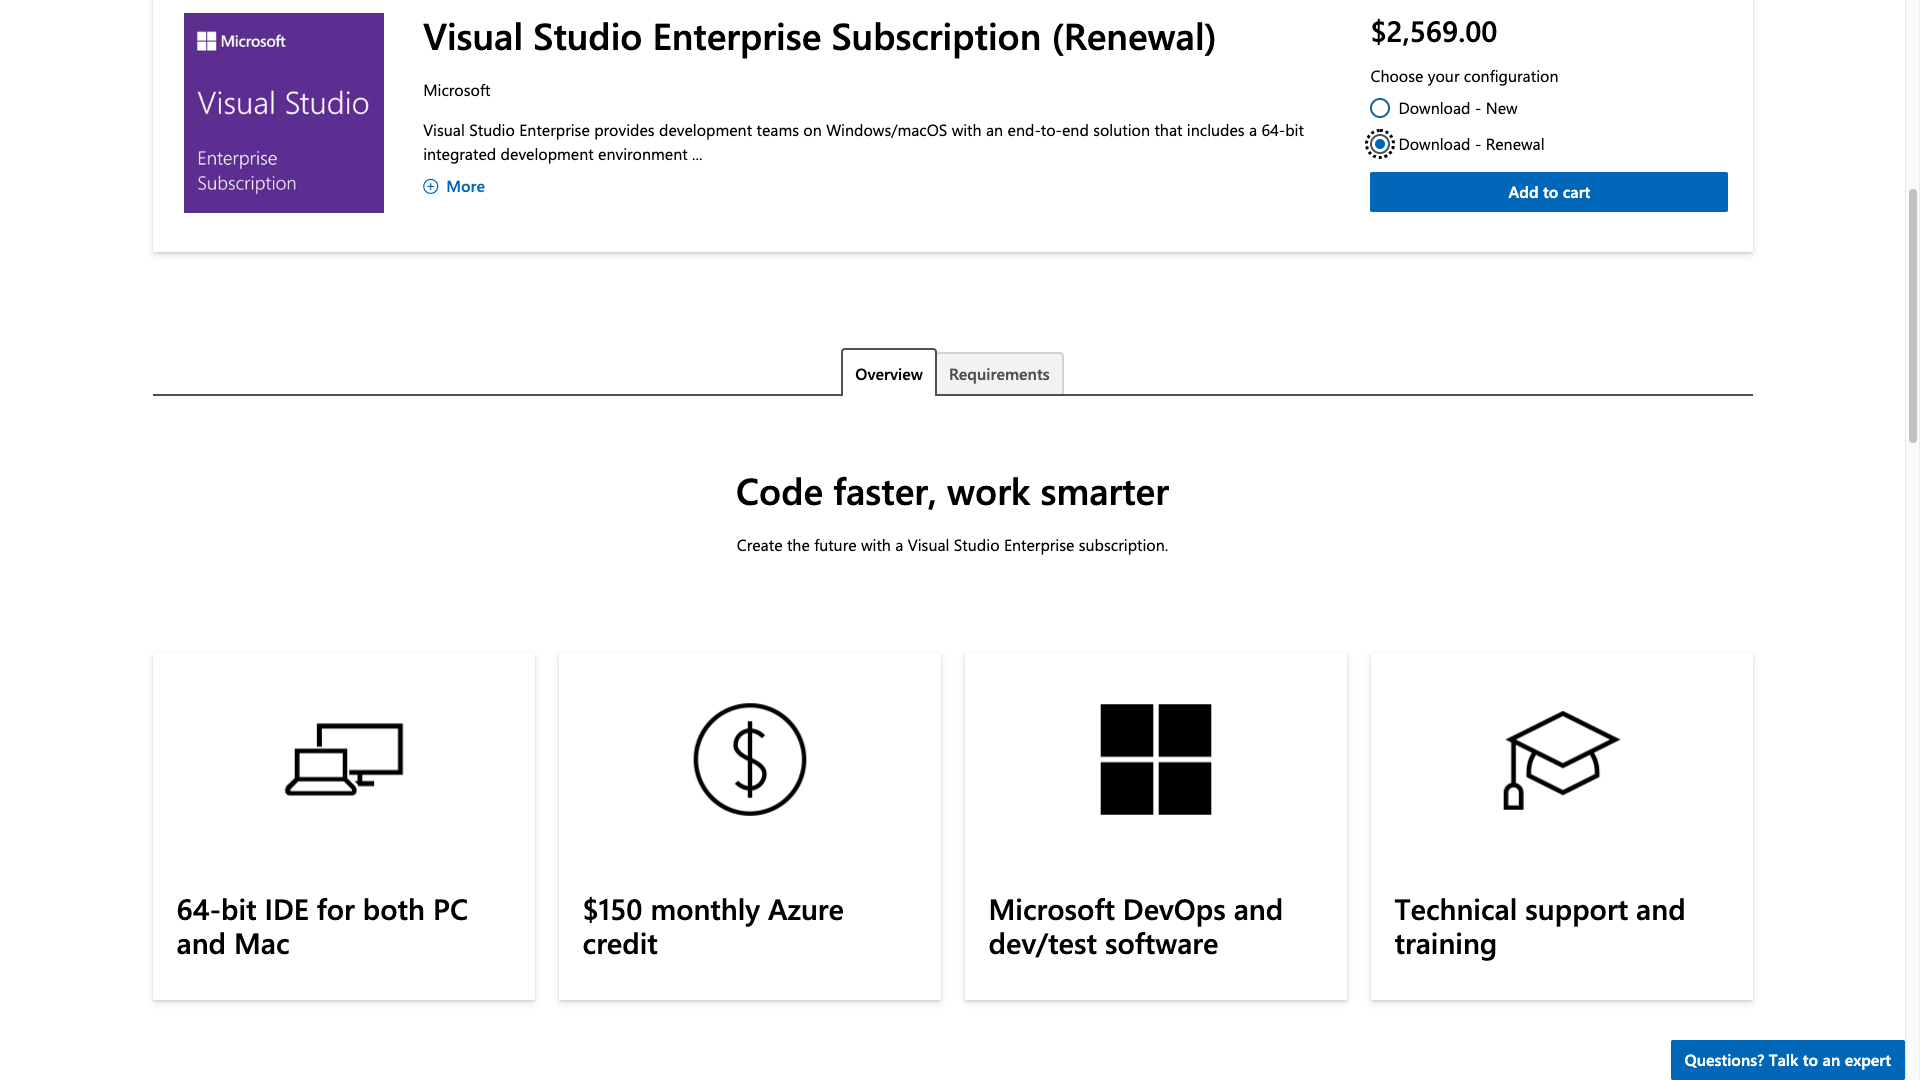 Microsoft
Visual Studio
Enterprise
Subscription
Visual Studio Enterprise Subscription (Renewal)
Microsoft
Visual Studio Enterprise provides development teams on Windows/macOS with an end-to-end solution that includes a 64-bit
integrated development environment ...
More
$2,569.00
Choose your configuration
Download - New
Download - Renewal
Add to cart
Overview
Requirements
Code faster, work smarter
Create the future with a Visual Studio Enterprise subscription.
64-bit IDE for both PC
and Mac
$150 monthly Azure
credit
Microsoft DevOps and
dev/test software
Technical support and
training
Questions? Talk to an expert